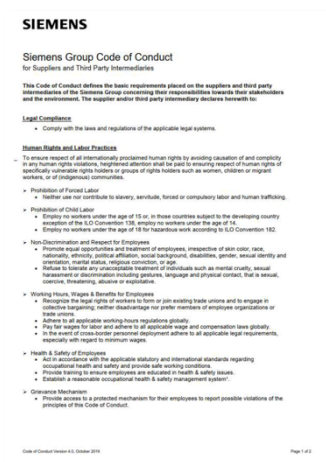 SIEMENS
Siemens Group Code of Conduct
for Suppliers and Third Party Intermediaries
This Code of Conduct defines the basic requirements placed on the suppliers and third party
intermediaries of the Siemens Group concerning their responsibilities towards their stakeholders
and the environment. The supplier and/or third party intermediary declares herewith to:
Legal Compliance
• Comply with the laws and regulations of the applicable legal systems.
Human Rights and Labor Practices
To ensure respect of all internationally proclaimed human rights by avoiding causation of and complicity
in any human rights violations, heightened attention shall be paid to ensuring respect of human rights of
specifically vulnerable rights holders or groups of rights holders such as women, children or migrant
workers, or of (indigenous) communities.
➢ Prohibition of Forced Labor
• Neither use nor contribute to slavery, servitude, forced or compulsory labor and human trafficking.
➢ Prohibition of Child Labor
• Employ no workers under the age of 15 or, in those countries subject to the developing country
exception of the ILO Convention 138, employ no workers under the age of 14.
• Employ no workers under the age of 18 for hazardous work according to ILO Convention 182.
➢ Non-Discrimination and Respect for Employees
• Promote equal opportunities and treatment of employees, irrespective of skin color, race,
nationality, ethnicity, political affiliation, social background, disabilities, gender, sexual identity and
orientation, marital status, religious conviction, or age.
• Refuse to tolerate any unacceptable treatment of individuals such as mental cruelty, sexual
harassment or discrimination including gestures, language and physical contact, that is sexual,
coercive, threatening, abusive or exploitative.
➢ Working Hours, Wages & Benefits for Employees
• Recognize the legal rights of workers to form or join existing trade unions and to engage in
collective bargaining; neither disadvantage nor prefer members of employee organizations or
trade unions.
• Adhere to all applicable working-hours regulations globally.
• Pay fair wages for labor and adhere to all applicable wage and compensation laws globally.
• In the event of cross-border personnel deployment adhere to all applicable legal requirements,
especially with regard to minimum wages.
➢ Health & Safety of Employees
• Act in accordance with the applicable statutory and international standards regarding
occupational health and safety and provide safe working conditions.
• Provide training to ensure employees are educated in health & safety issues.
• Establish a reasonable occupational health & safety management system¹.
➢ Grievance Mechanism
• Provide access to a protected mechanism for their employees to report possible violations of the
principles of this Code of Conduct.
Code of Conduct Version 4.0, October 2019 Page 1 of 2